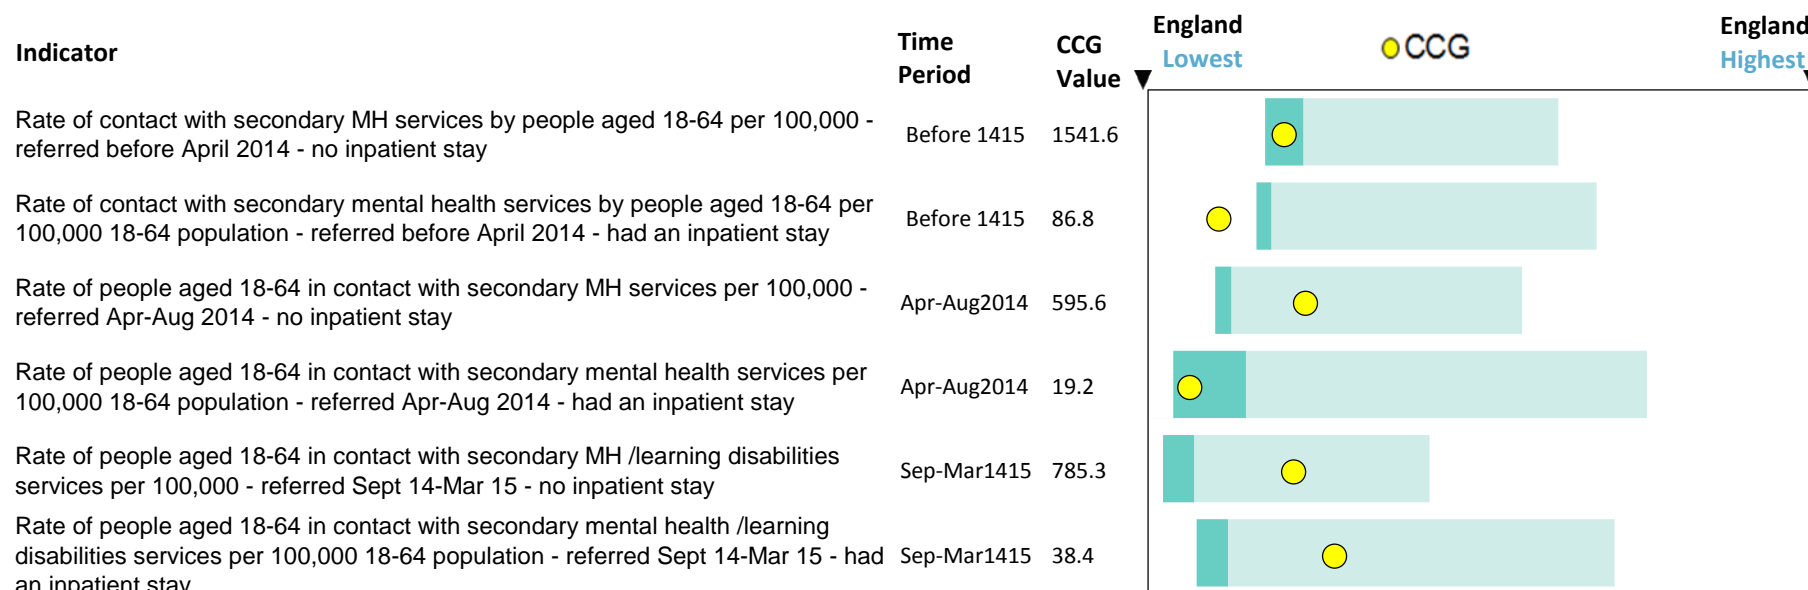 Indicator
Time Period
CCG Value
England Lowest
CCG
England Highest
Rate of contact with secondary MH services by people aged 18-64 per 100,000 -
referred before April 2014 - no inpatient stay
Before 1415 1541.6
Rate of contact with secondary mental health services by people aged 18-64 per
100,000 18-64 population - referred before April 2014 - had an inpatient stay
Before 1415 86.8
Rate of people aged 18-64 in contact with secondary MH services per 100,000 -
referred Apr-Aug 2014 - no inpatient stay
Apr-Aug2014 595.6
Rate of people aged 18-64 in contact with secondary mental health services per
100,000 18-64 population - referred Apr-Aug 2014 - had an inpatient stay
Apr-Aug2014 19.2
Rate of people aged 18-64 in contact with secondary MH /learning disabilities
services per 100,000 - referred Sept 14-Mar 15 - no inpatient stay
Sep-Mar1415 785.3
Rate of people aged 18-64 in contact with secondary mental health /learning
disabilities services per 100,000 18-64 population - referred Sept 14-Mar 15 - had
an inpatient stay
Sep-Mar1415 38.4